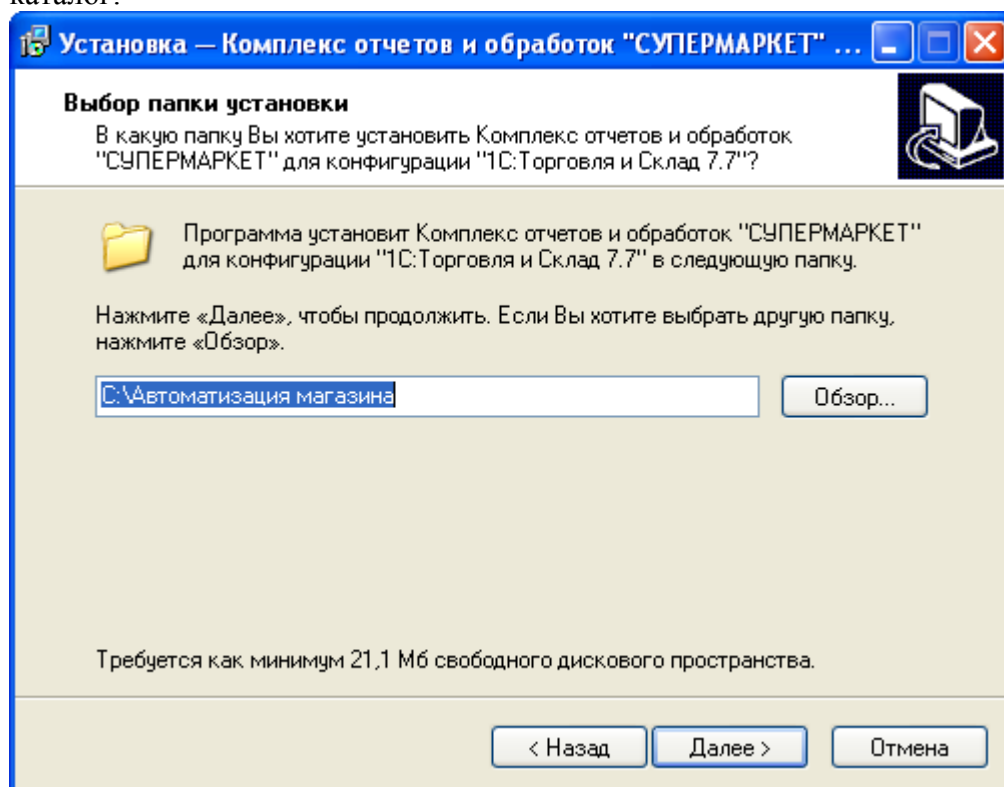 каталог:
Установка — Комплекс отчетов и обработок "СУПЕРМАРКЕТ" ...
Выбор папки установки
В какую папку Вы хотите установить Комплекс отчетов и обработок
"СУПЕРМАРКЕТ" для конфигурации "1С:Торговля и Склад 7.7"?
Программа установит Комплекс отчетов и обработок "СУПЕРМАРКЕТ"
для конфигурации "1С:Торговля и Склад 7.7" в следующую папку.
Нажмите «Далее», чтобы продолжить. Если Вы хотите выбрать другую папку,
нажмите «Обзор».
C:\Автоматизация магазина
Обзор...
Требуется как минимум 21,1 Мб свободного дискового пространства.
< Назад
Далее >
Отмена